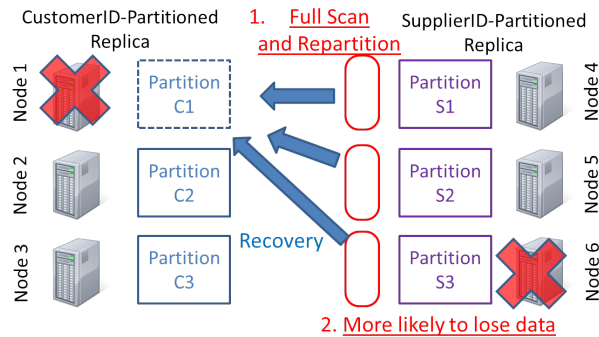 CustomerID-Partitioned
Replica
1. Full Scan
and Repartition
SupplierID-Partitioned
Replica
Node 1
Partition
C1
Partition
S1
Node 4
Node 2
Partition
C2
Partition
S2
Node 5
Node 3
Partition
C3
Recovery
Partition
S3
Node 6
2. More likely to lose data